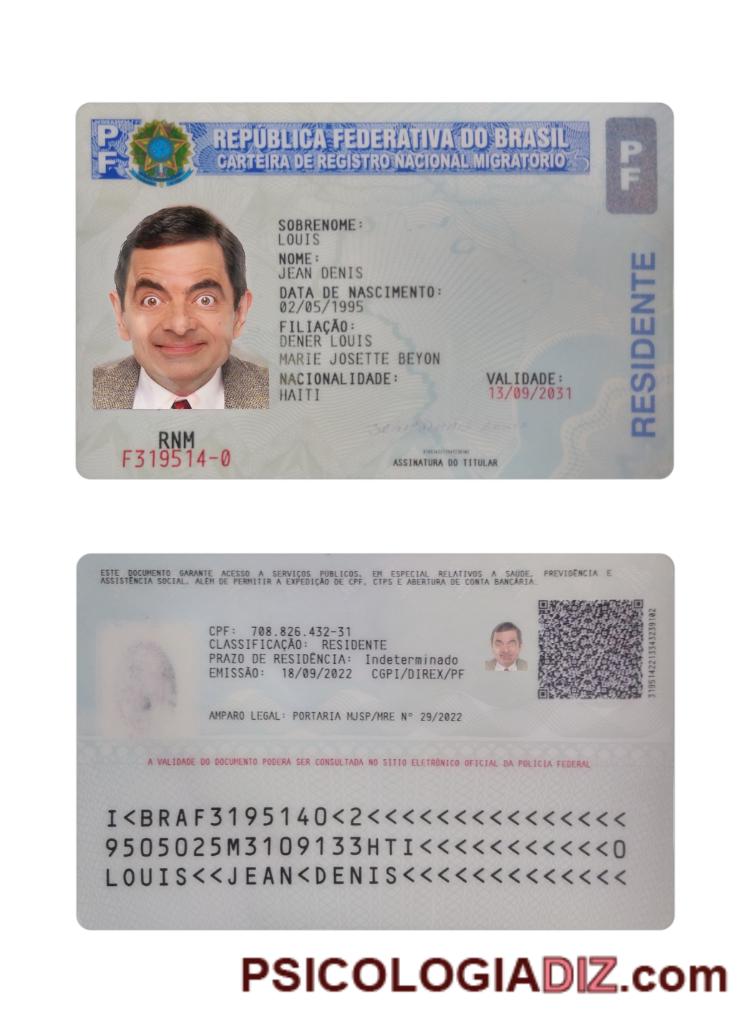 PF
REPÚBLICA FEDERATIVA DO BRASIL
CARTEIRA DE REGISTRO NACIONAL MIGRATÓRIO
PF
RESIDENTE
SOBRENOME:
LOUIS
NOME:
JEAN DENIS
DATA DE NASCIMENTO:
02/05/1995
FILIAÇÃO:
DENER LOUIS
MARIE JOSETTE BEYON
NACIONALIDADE:
HAITI
VALIDADE:
13/09/2031
RNM
F319514-0
ASSINATURA DO TITULAR
ESTE DOCUMENTO GARANTE ACESSO A SERVIÇOS PÚBLICOS, EM ESPECIAL RELATIVOS A SAÚDE, PREVIDÊNCIA E
ASSISTÊNCIA SOCIAL, ALÉM DE PERMITIR A EXPEDIÇÃO DE CPF, CTPS E ABERTURA DE CONTA BANCÁRIA.
CPF: 708.826.432-31
CLASSIFICAÇÃO: RESIDENTE
PRAZO DE RESIDÊNCIA: Indeterminado
EMISSÃO: 18/09/2022 CGPI/DIREX/PF
AMPARO LEGAL: PORTARIA MJSP/MRE Nº 29/2022
A VALIDADE DO DOCUMENTO PODERÁ SER CONSULTADA NO SÍTIO ELETRÔNICO OFICIAL DA POLÍCIA FEDERAL
I<BRAF3195140<2<<<<<<<<<<<<<<<
9505025M3109133HTI<<<<<<<<<<<0
LOUIS<<JEAN<DENIS<<<<<<<<<<<<<
PSICOLOGIADIZ.com